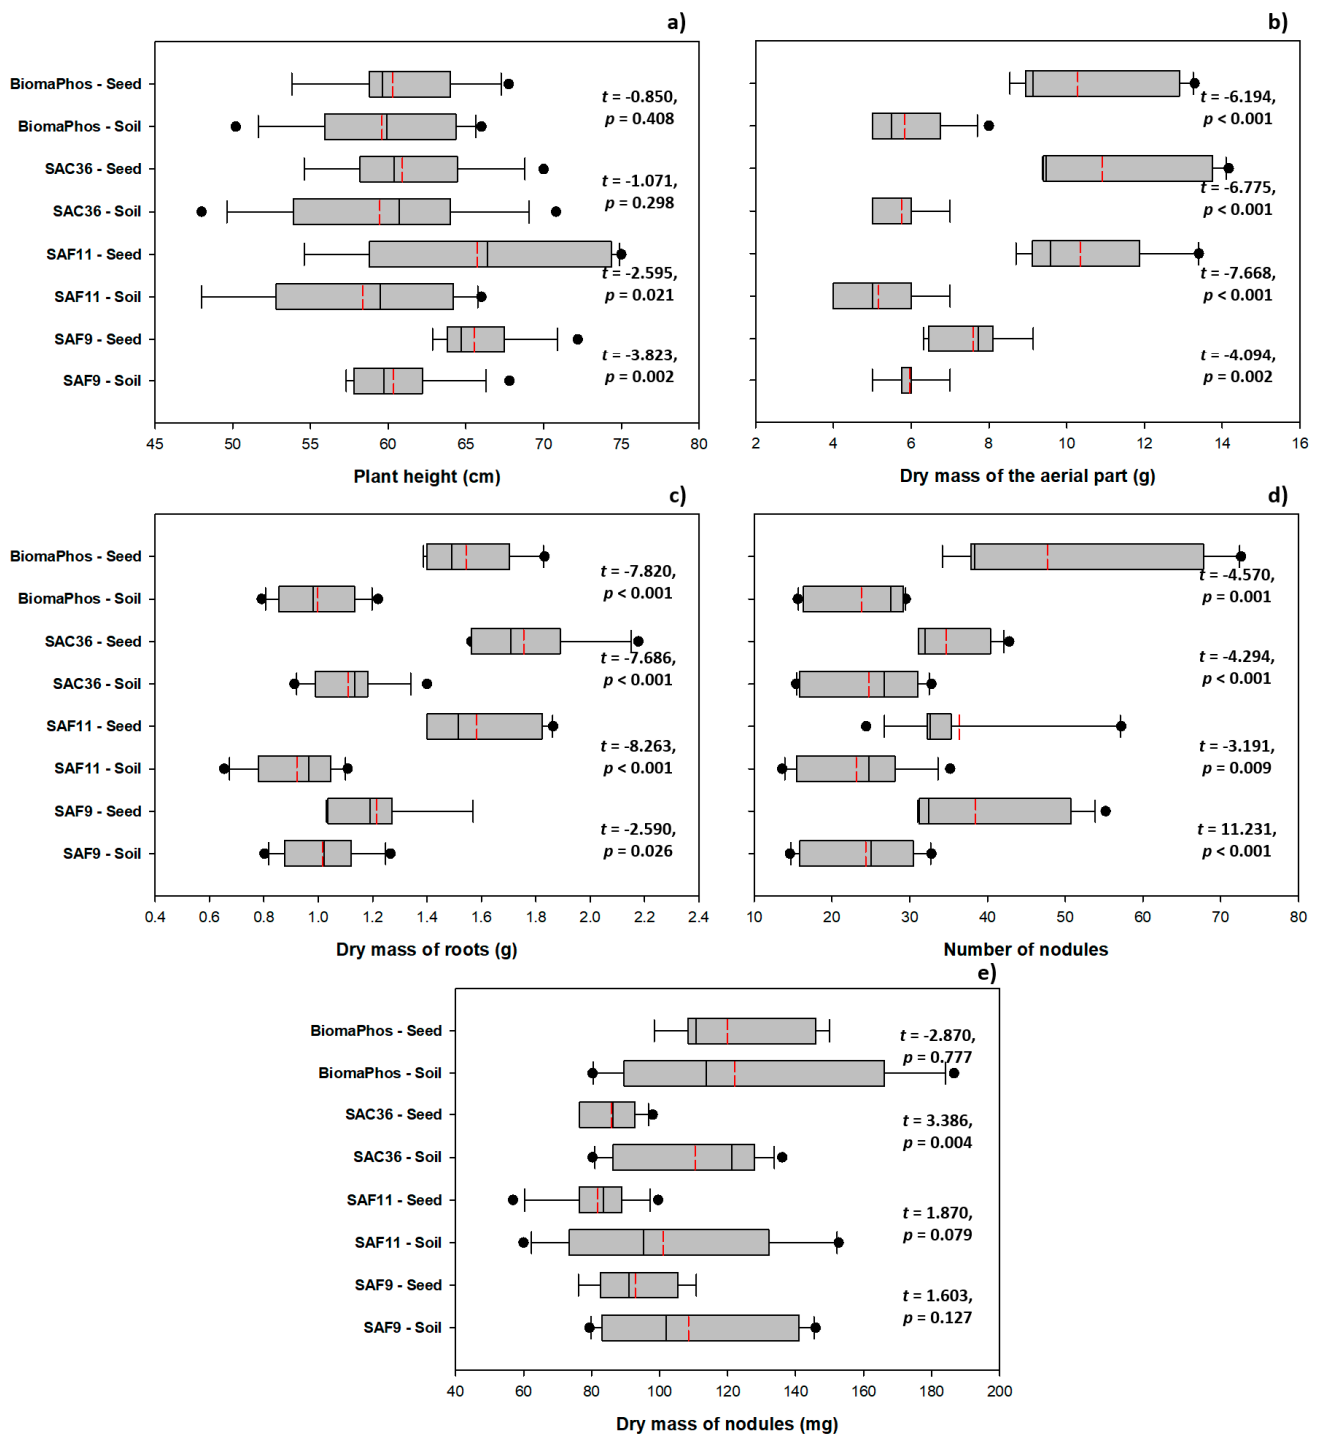 a)
BiomaPhos - Seed
BiomaPhos - Soil
SAC36 - Seed
SAC36 - Soil
SAF11 - Seed
SAF11 - Soil
SAF9 - Seed
SAF9 - Soil
t = -0.850,
p = 0.408
t = -1.071,
p = 0.298
t = -2.595,
p = 0.021
t = -3.823,
p = 0.002
45 50 55 60 65 70 75 80
Plant height (cm)
b)
t = -6.194,
p < 0.001
t = -6.775,
p < 0.001
t = -7.668,
p < 0.001
t = -4.094,
p = 0.002
2 4 6 8 10 12 14 16
Dry mass of the aerial part (g)
c)
BiomaPhos - Seed
BiomaPhos - Soil
SAC36 - Seed
SAC36 - Soil
SAF11 - Seed
SAF11 - Soil
SAF9 - Seed
SAF9 - Soil
t = -7.820,
p < 0.001
t = -7.686,
p < 0.001
t = -8.263,
p < 0.001
t = -2.590,
p = 0.026
0.4 0.6 0.8 1.0 1.2 1.4 1.6 1.8 2.0 2.2 2.4
Dry mass of roots (g)
d)
t = -4.570,
p = 0.001
t = -4.294,
p < 0.001
t = -3.191,
p = 0.009
t = 11.231,
p < 0.001
10 20 30 40 50 60 70 80
Number of nodules
e)
BiomaPhos - Seed
BiomaPhos - Soil
SAC36 - Seed
SAC36 - Soil
SAF11 - Seed
SAF11 - Soil
SAF9 - Seed
SAF9 - Soil
t = -2.870,
p = 0.777
t = 3.386,
p = 0.004
t = 1.870,
p = 0.079
t = 1.603,
p = 0.127
40 60 80 100 120 140 160 180 200
Dry mass of nodules (mg)